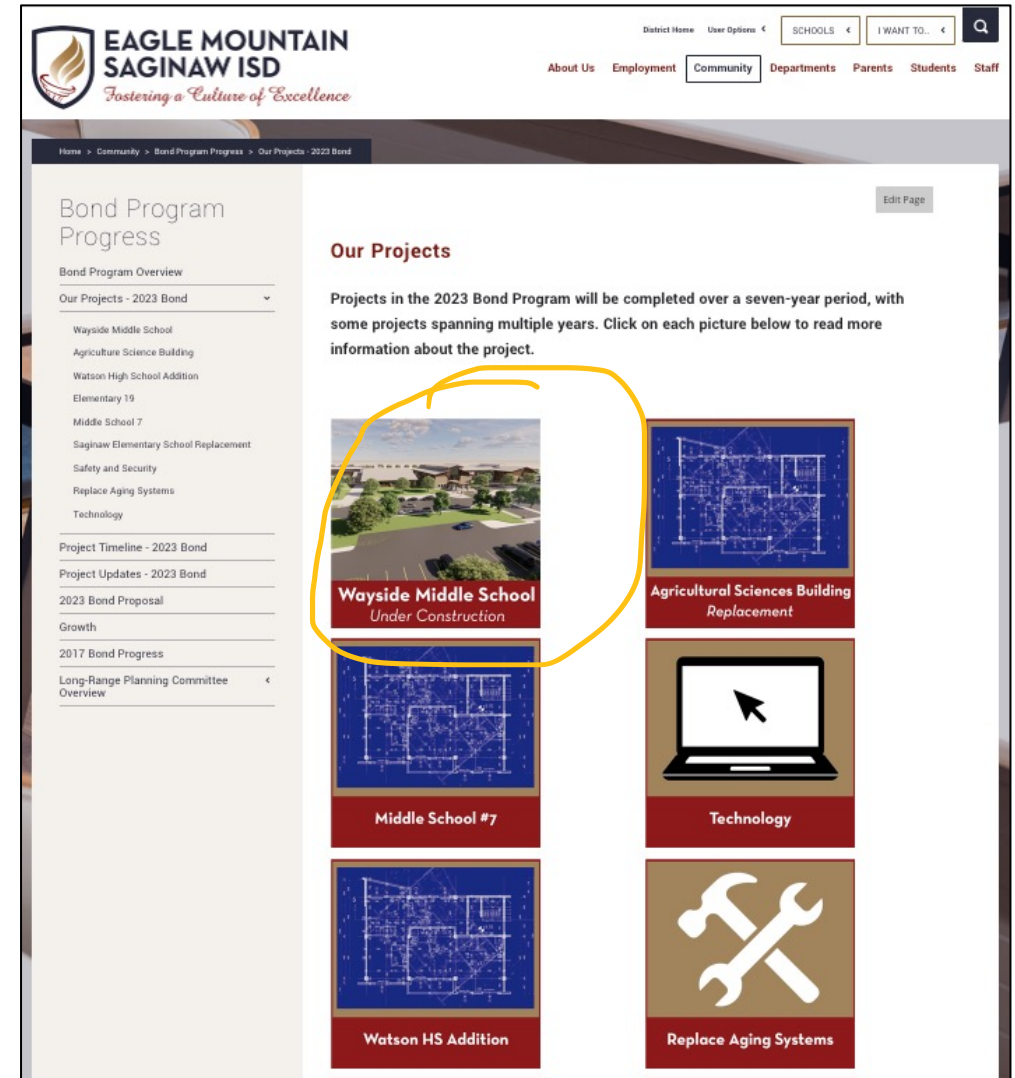 EAGLE MOUNTAIN
SAGINAW ISD
Fostering a Culture of Excellence
District Home User Options SCHOOLS I WANT TO..
About Us Employment Community Departments Parents Students Staff
Home > Community > Bond Program Progress > Our Projects - 2023 Bond
Bond Program
Progress
Bond Program Overview
Our Projects - 2023 Bond
Wayside Middle School
Agriculture Science Building
Watson High School Addition
Elementary 19
Middle School 7
Saginaw Elementary School Replacement
Safety and Security
Replace Aging Systems
Technology
Project Timeline - 2023 Bond
Project Updates - 2023 Bond
2023 Bond Proposal
Growth
2017 Bond Progress
Long-Range Planning Committee
Overview
Edit Page
Our Projects
Projects in the 2023 Bond Program will be completed over a seven-year period, with
some projects spanning multiple years. Click on each picture below to read more
information about the project.
Wayside Middle School
Under Construction
Agricultural Sciences Building
Replacement
Middle School #7
Technology
Watson HS Addition
Replace Aging Systems